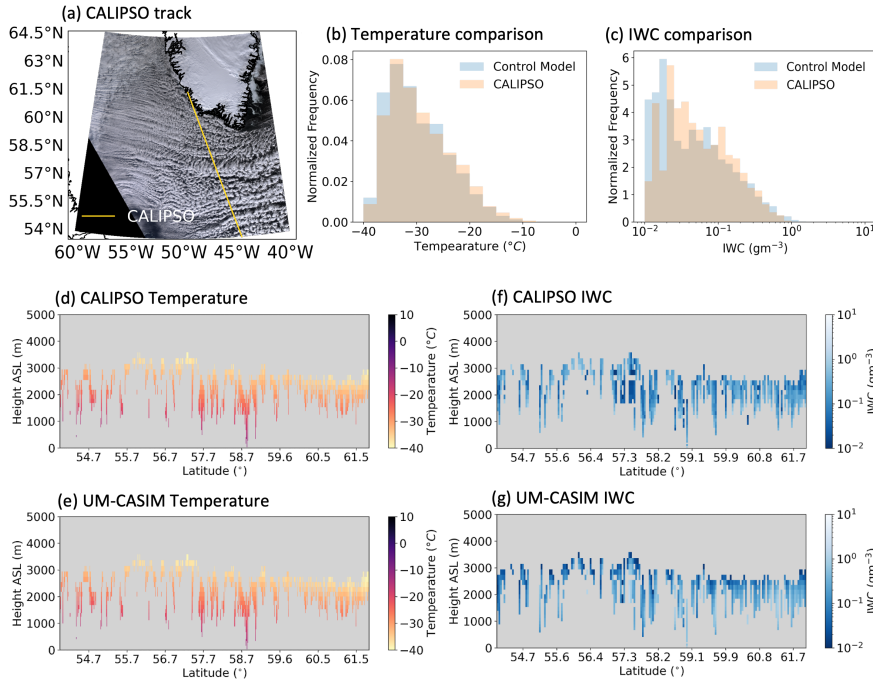 (a) CALIPSO track
64.5°N
63°N
61.5°N
60°N
58.5°N
57°N
55.5°N
54°N
CALIPSO
60°W 55°W 50°W 45°W 40°W
(b) Temperature comparison
Normalized Frequency
0.08
0.06
0.04
0.02
0.00
Control Model
CALIPSO
−40 −30 −20 −10 0
Tempearature (°C)
(c) IWC comparison
Normalized Frequency
6
5
4
3
2
1
0
Control Model
CALIPSO
10⁻² 10⁻¹ 10⁰ 10¹
IWC (gm⁻³)
(d) CALIPSO Temperature
Height ASL (m)
5000
4000
3000
2000
1000
0
54.7 55.7 56.7 57.7 58.7 59.6 60.5 61.5
Latitude (°)
10
0
−10
−20
−30
−40
Tempearature (°C)
(f) CALIPSO IWC
Height ASL (m)
5000
4000
3000
2000
1000
0
54.7 55.6 56.4 57.3 58.2 59.1 59.9 60.8 61.7
Latitude (°)
10¹
10⁰
10⁻¹
10⁻²
IWC (gm⁻³)
(e) UM-CASIM Temperature
Height ASL (m)
5000
4000
3000
2000
1000
0
54.7 55.7 56.7 57.7 58.7 59.6 60.5 61.5
Latitude (°)
10
0
−10
−20
−30
−40
Tempearature (°C)
(g) UM-CASIM IWC
Height ASL (m)
5000
4000
3000
2000
1000
0
54.7 55.6 56.4 57.3 58.2 59.1 59.9 60.8 61.7
Latitude (°)
10¹
10⁰
10⁻¹
10⁻²
IWC (gm⁻³)